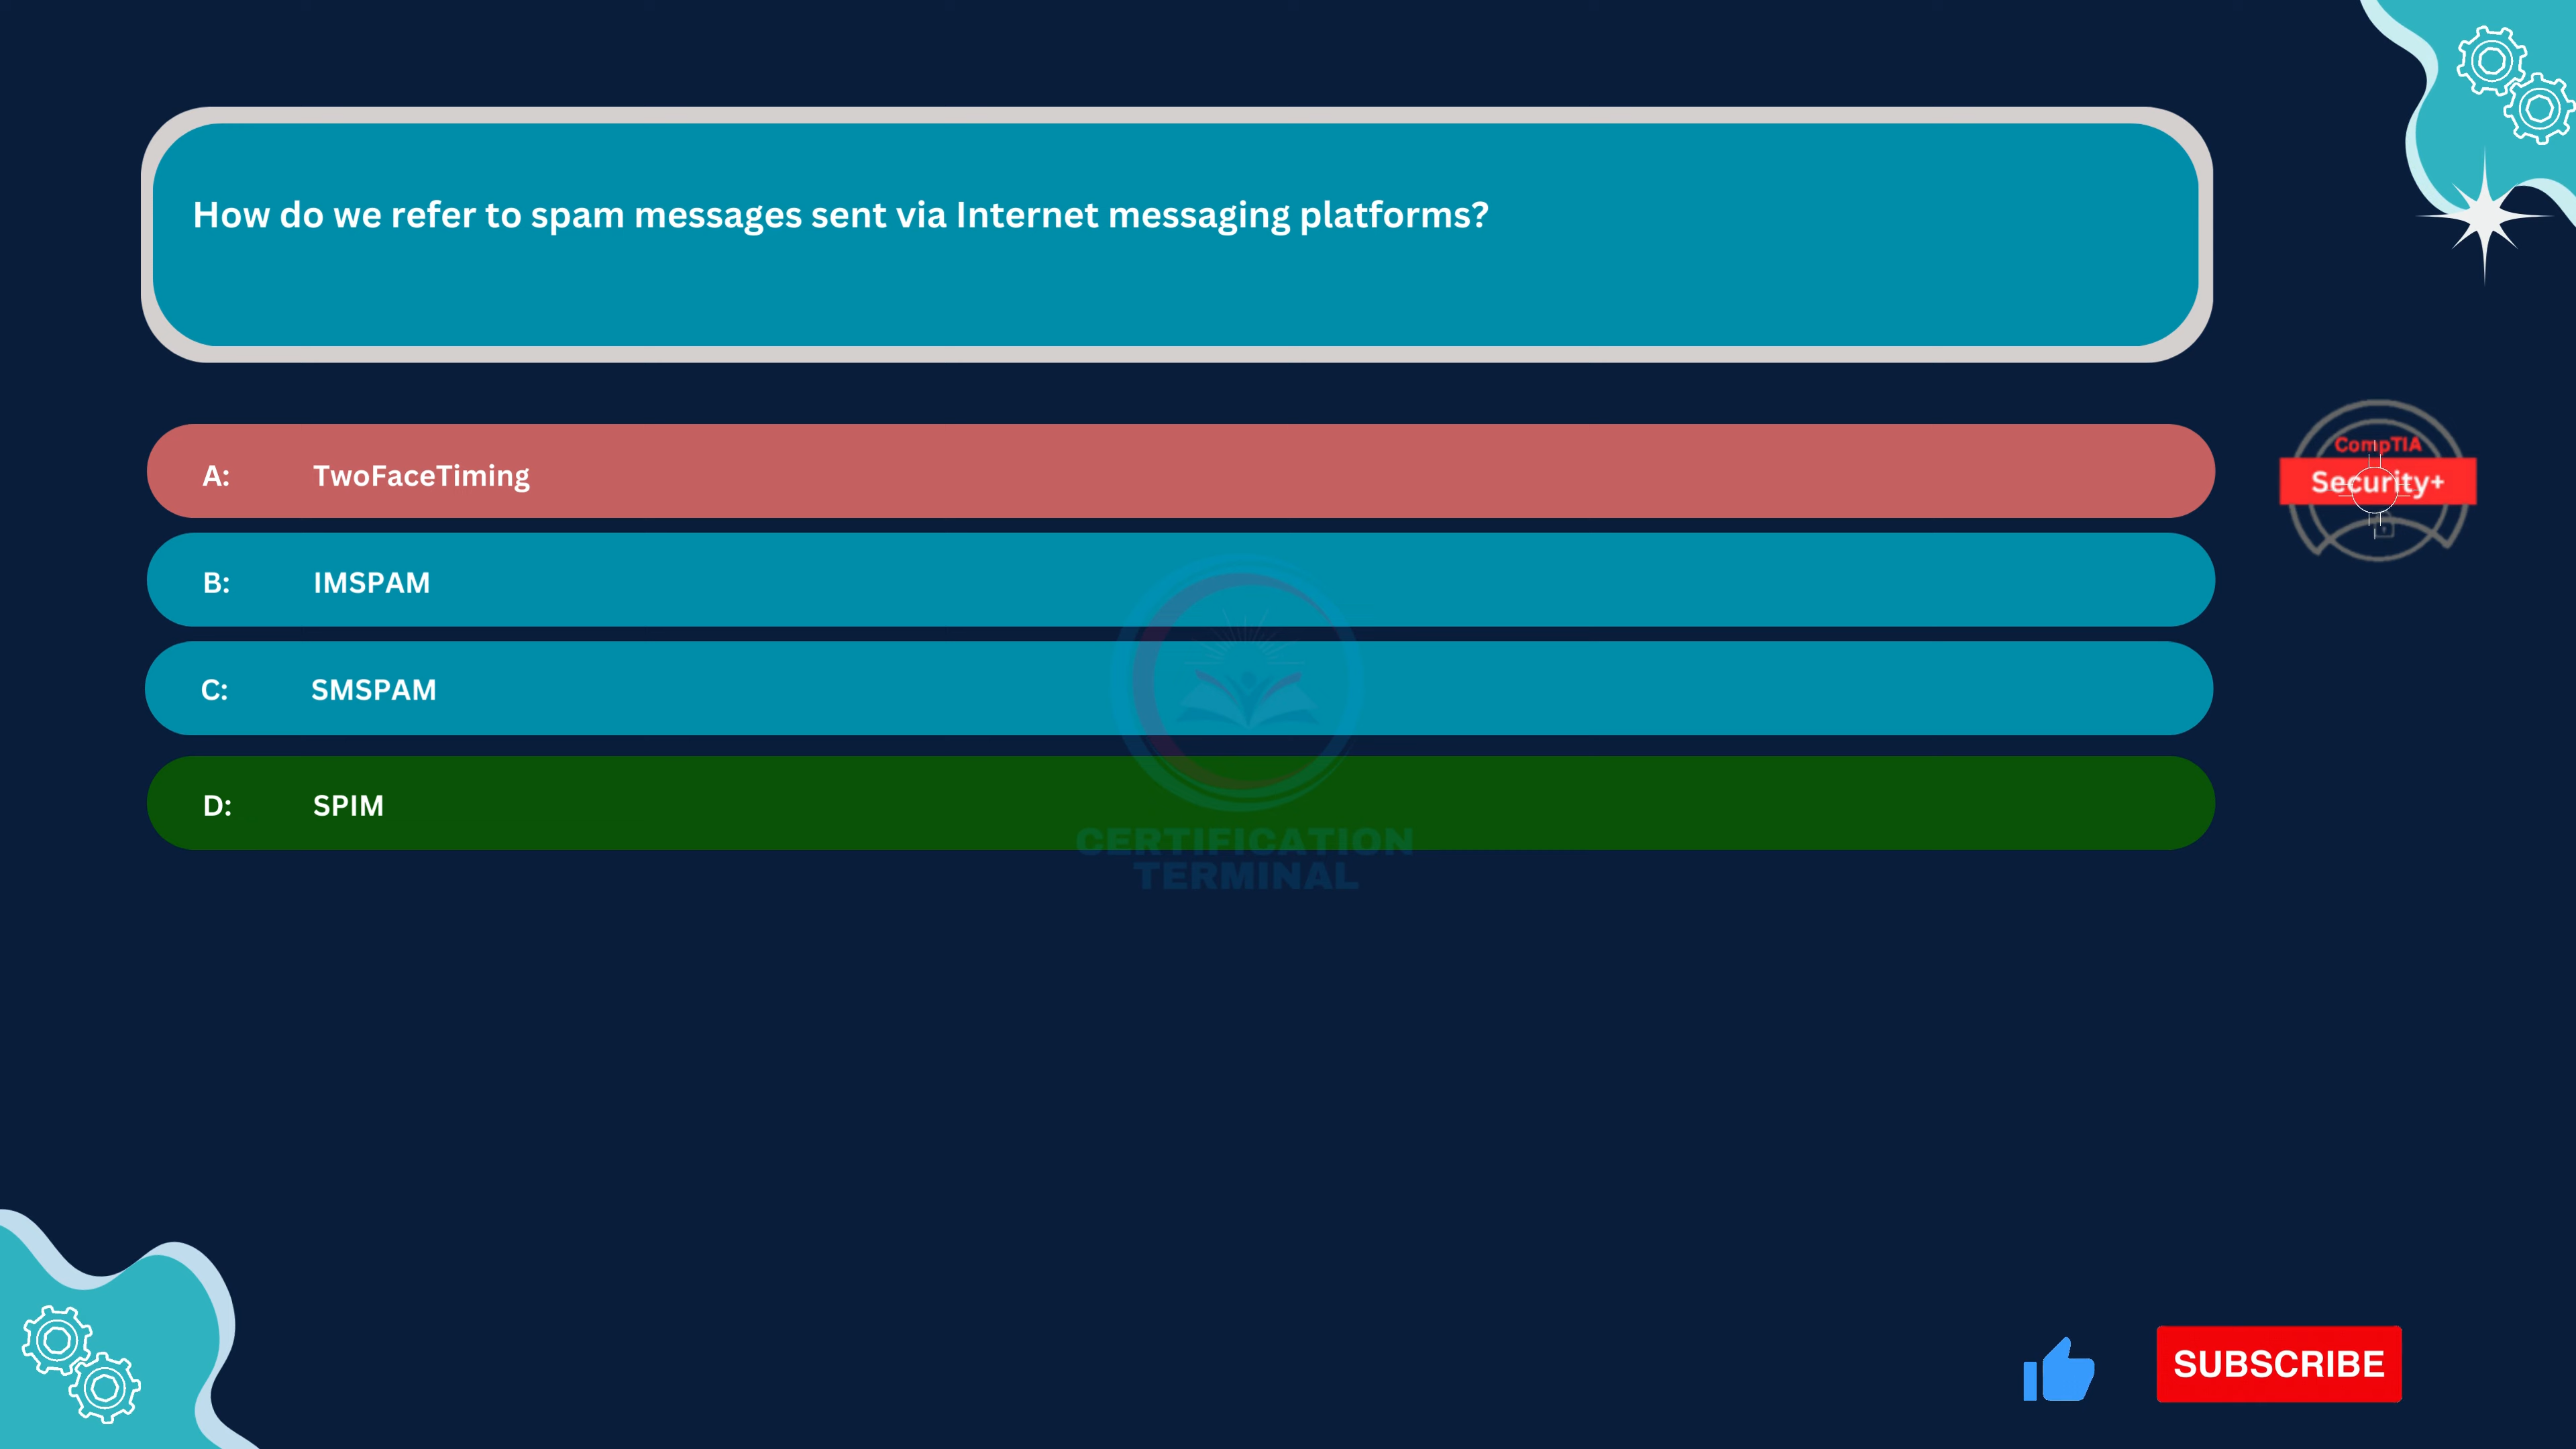 How do we refer to spam messages sent via Internet messaging platforms?
A: TwoFaceTiming
CompTIA
Security+
B: IMSPAM
C: SMSPAM
D: SPIM
CERTIFICATION
TERMINAL
SUBSCRIBE